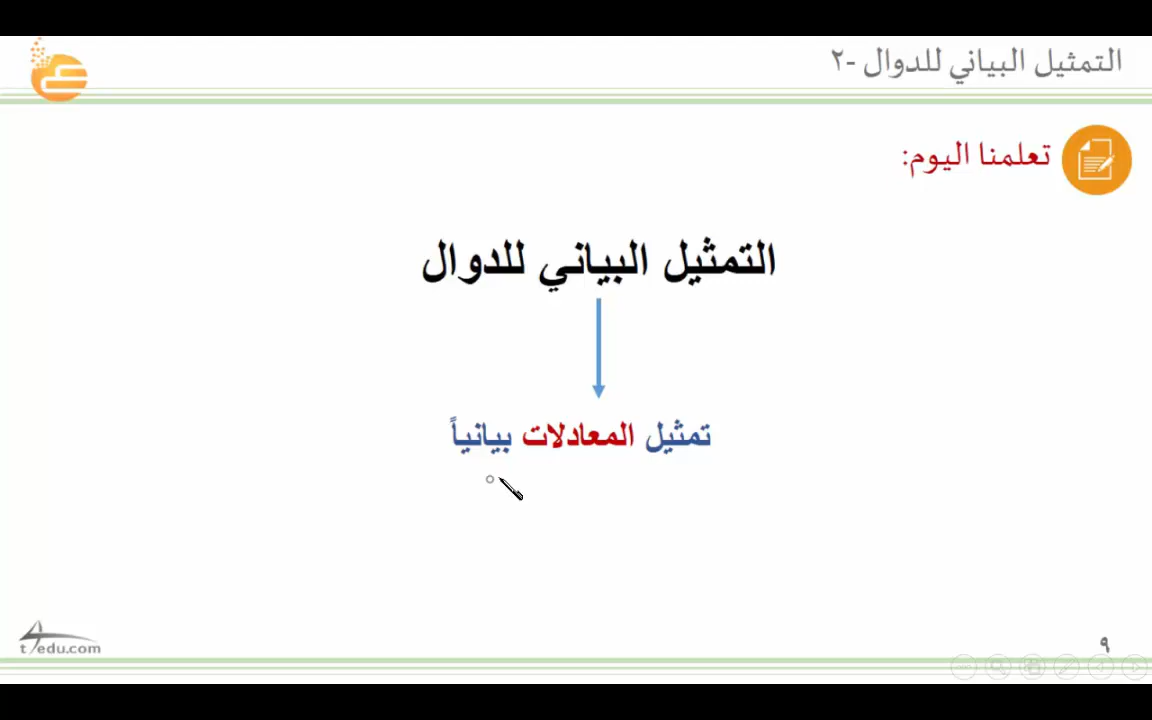 التمثيل البياني للدوال -٢
تعلمنا اليوم:
التمثيل البياني للدوال
تمثيل المعادلات بيانياً
t4edu.com
٩